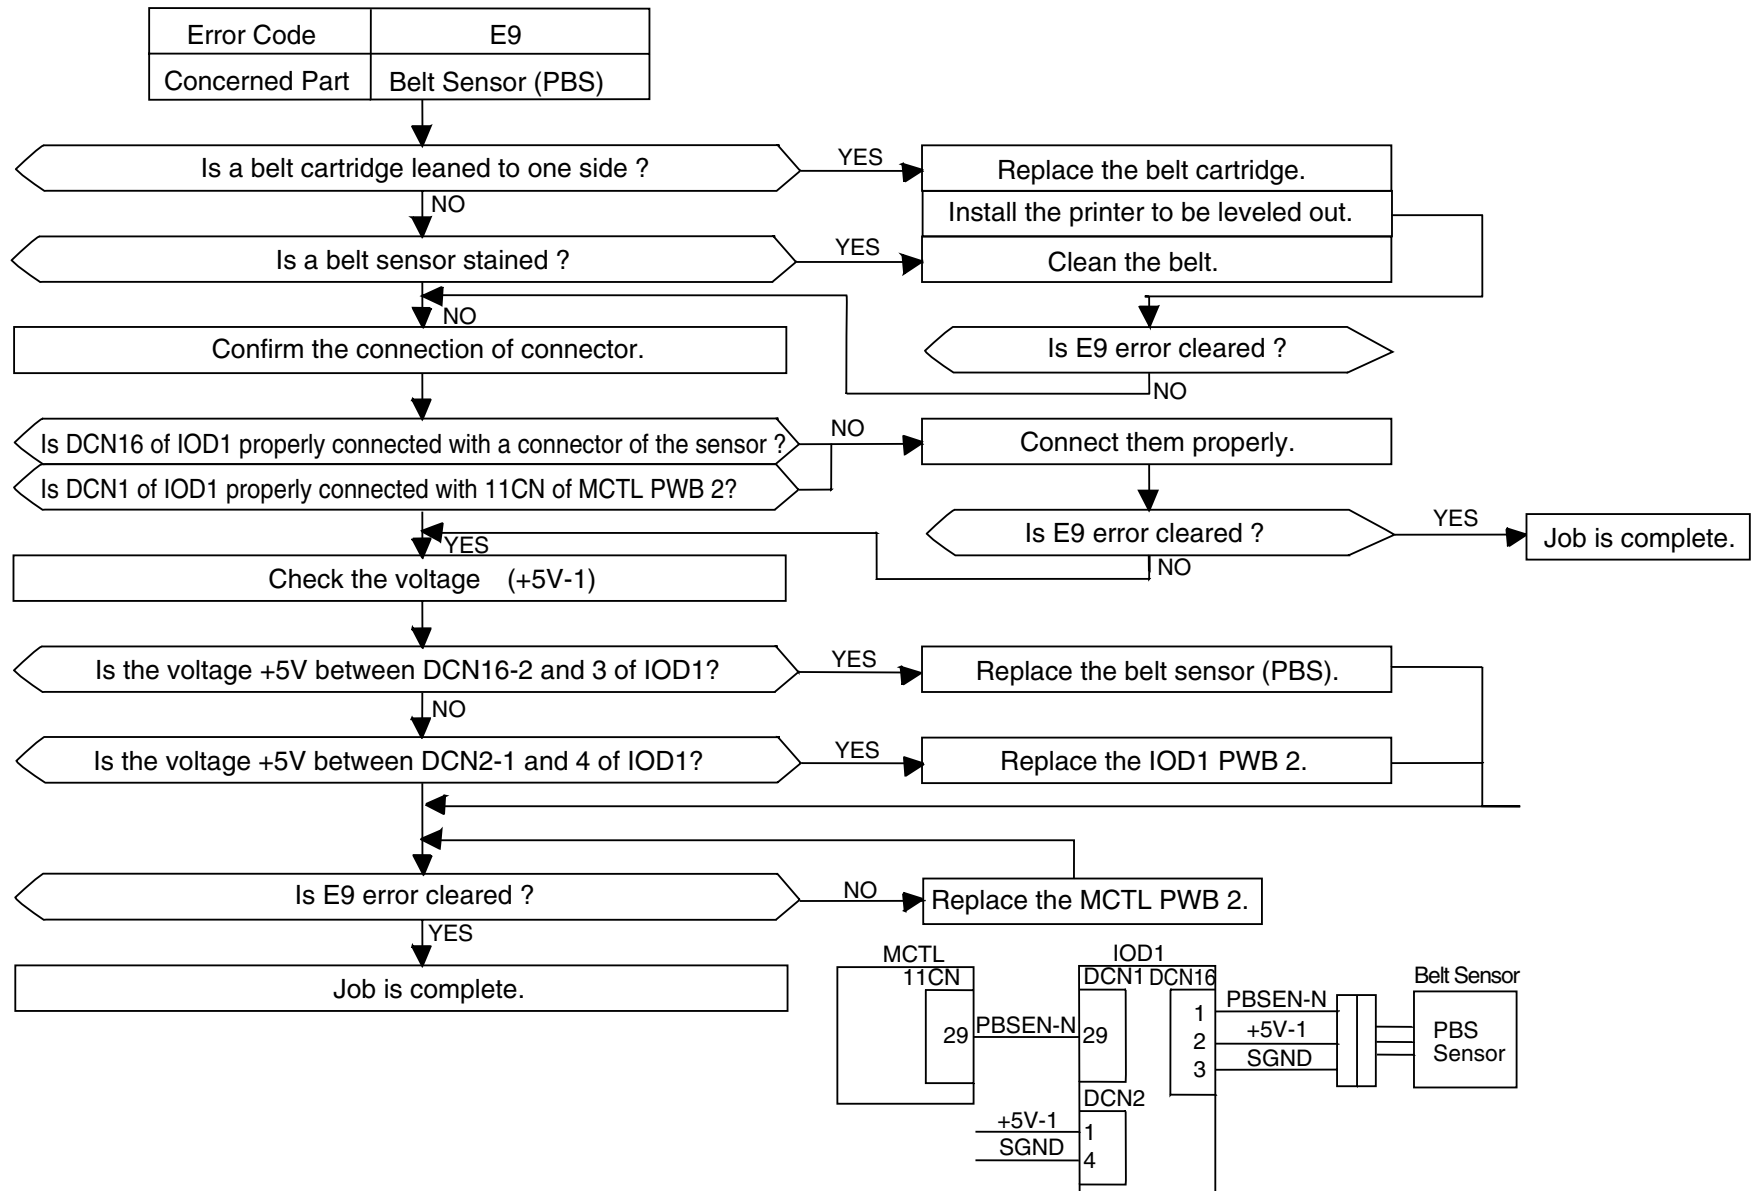 Error Code E9
Concerned Part Belt Sensor (PBS)
Is a belt cartridge leaned to one side ?
YES
Replace the belt cartridge.
Install the printer to be leveled out.
NO
Is a belt sensor stained ?
YES
Clean the belt.
NO
Confirm the connection of connector.
Is E9 error cleared ?
NO
Is DCN16 of IOD1 properly connected with a connector of the sensor ?
NO
Connect them properly.
Is DCN1 of IOD1 properly connected with 11CN of MCTL PWB 2?
Is E9 error cleared ?
YES
Job is complete.
NO
YES
Check the voltage (+5V-1)
Is the voltage +5V between DCN16-2 and 3 of IOD1?
YES
Replace the belt sensor (PBS).
NO
Is the voltage +5V between DCN2-1 and 4 of IOD1?
YES
Replace the IOD1 PWB 2.
Is E9 error cleared ?
NO
Replace the MCTL PWB 2.
YES
Job is complete.
MCTL
11CN
29
PBSEN-N
IOD1
DCN1
29
DCN16
1
2
3
PBSEN-N
+5V-1
SGND
Belt Sensor
PBS
Sensor
DCN2
+5V-1
1
SGND
4